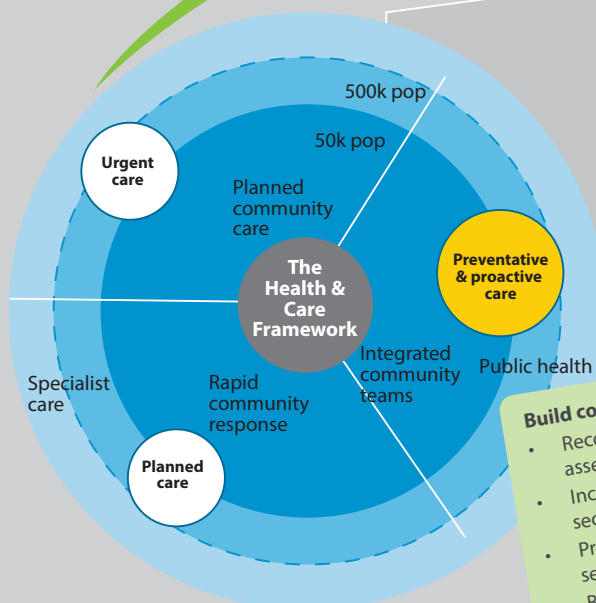 500k pop
50k pop
Urgent
care
Planned
community
care
Preventative
& proactive
care
The
Health &
Care
Framework
Integrated
community
teams
Public health
Specialist
care
Rapid
community
response
Planned
care
Build